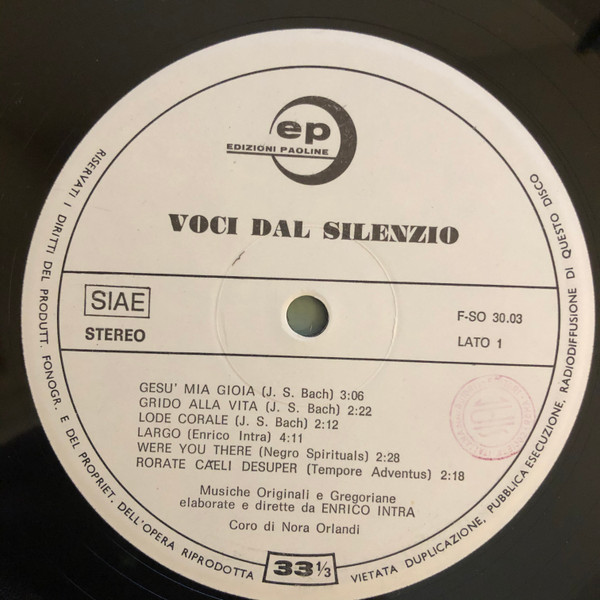 ep
EDIZIONI PAOLINE
VOCI DAL SILENZIO
SIAE
STEREO
F-SO 30.03
LATO 1
GESU' MIA GIOIA (J. S. Bach) 3:06
GRIDO ALLA VITA (J. S. Bach) 2:22
LODE CORALE (J. S. Bach) 2:12
LARGO (Enrico Intra) 4:11
WERE YOU THERE (Negro Spirituals) 2:28
RORATE CÆLI DESUPER (Tempore Adventus) 2:18
Musiche Originali e Gregoriane
elaborate e dirette da ENRICO INTRA
Coro di Nora Orlandi
33 1/3
RISERVATI I DIRITTI DEL PRODUTT. FONOGR. E DEL PROPRIET. DELL'OPERA RIPRODOTTA
VIETATA DUPLICAZIONE, PUBBLICA ESECUZIONE, RADIODIFFUSIONE DI QUESTO DISCO